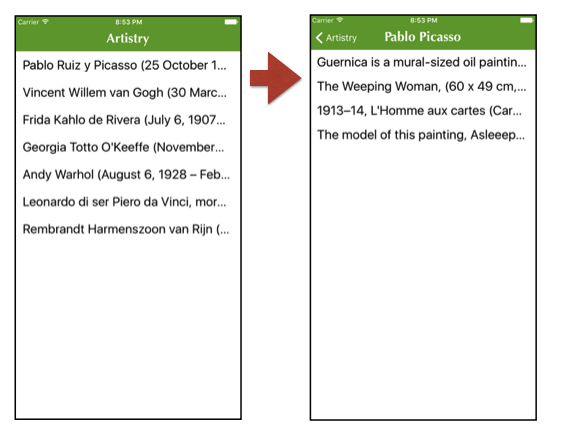 Carrier 8:53 PM
Artistry
Pablo Ruiz y Picasso (25 October 1...
Vincent Willem van Gogh (30 Marc...
Frida Kahlo de Rivera (July 6, 1907...
Georgia Totto O'Keeffe (November...
Andy Warhol (August 6, 1928 – Feb...
Leonardo di ser Piero da Vinci, mor...
Rembrandt Harmenszoon van Rijn (...
Carrier 8:53 PM
Artistry Pablo Picasso
Guernica is a mural-sized oil paintin...
The Weeping Woman, (60 x 49 cm,...
1913–14, L'Homme aux cartes (Car...
The model of this painting, Asleeep...